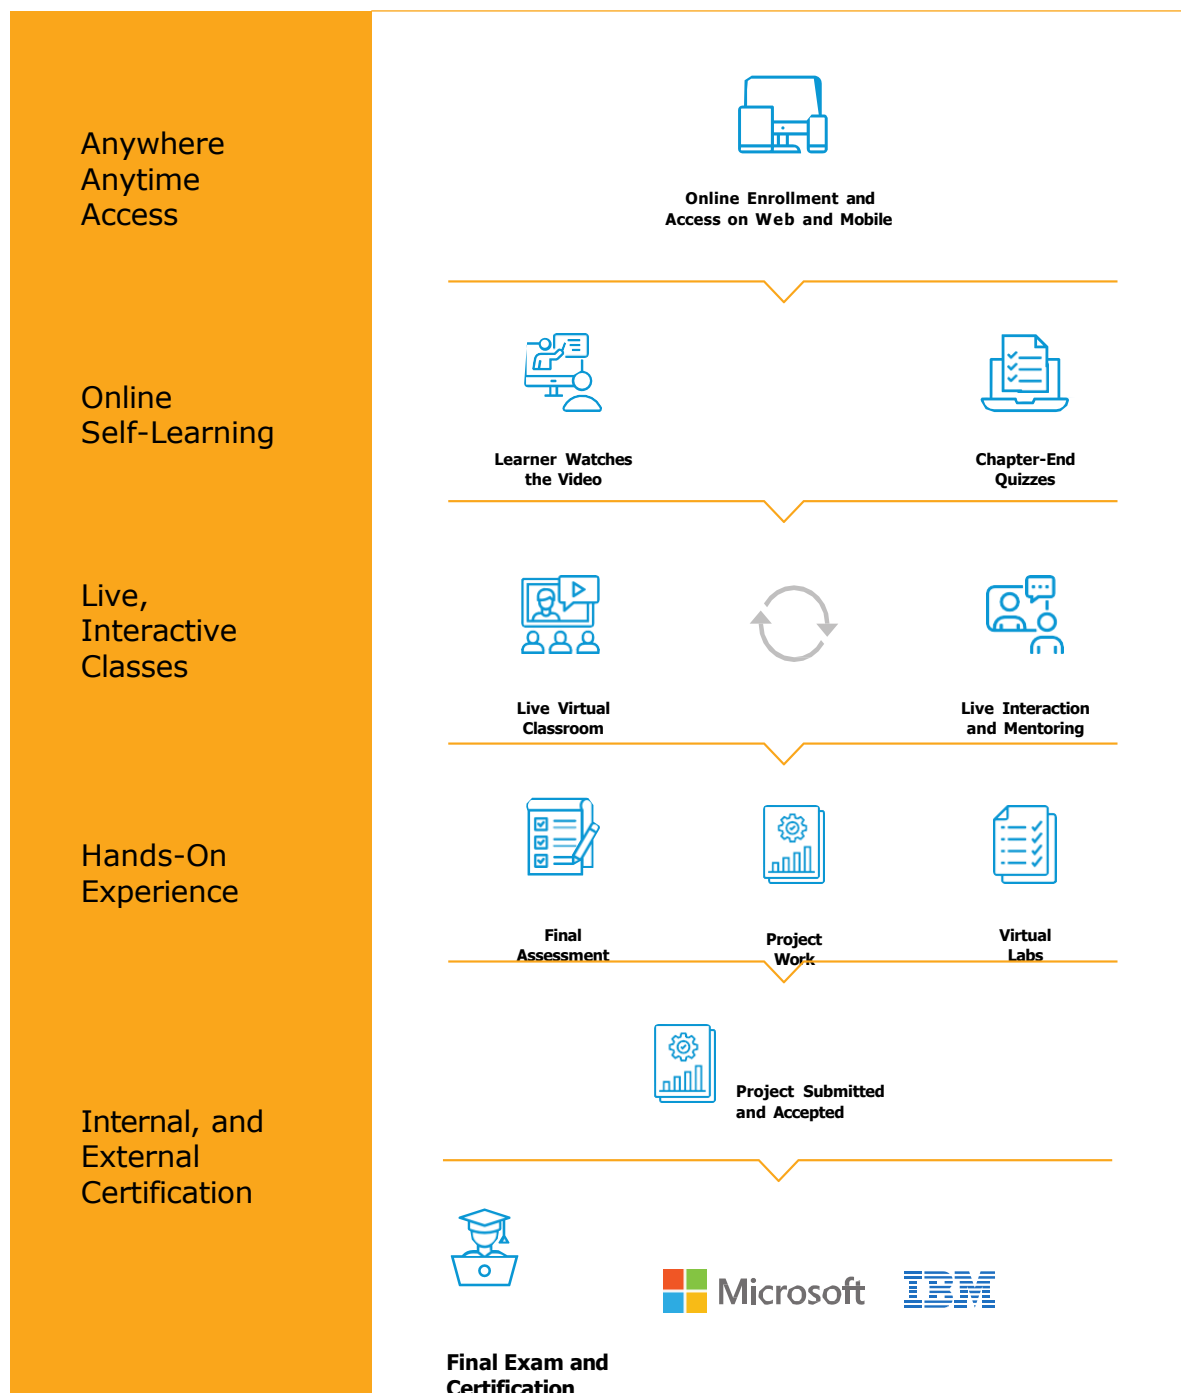 Anywhere
Anytime
Access
Online Enrollment and
Access on Web and Mobile
Online
Self-Learning
Learner Watches
the Video
Chapter-End
Quizzes
Live,
Interactive
Classes
Live Virtual
Classroom
Live Interaction
and Mentoring
Hands-On
Experience
Final
Assessment
Project
Work
Virtual
Labs
Internal, and
External
Certification
Project Submitted
and Accepted
Microsoft
IBM
Final Exam and
Certification